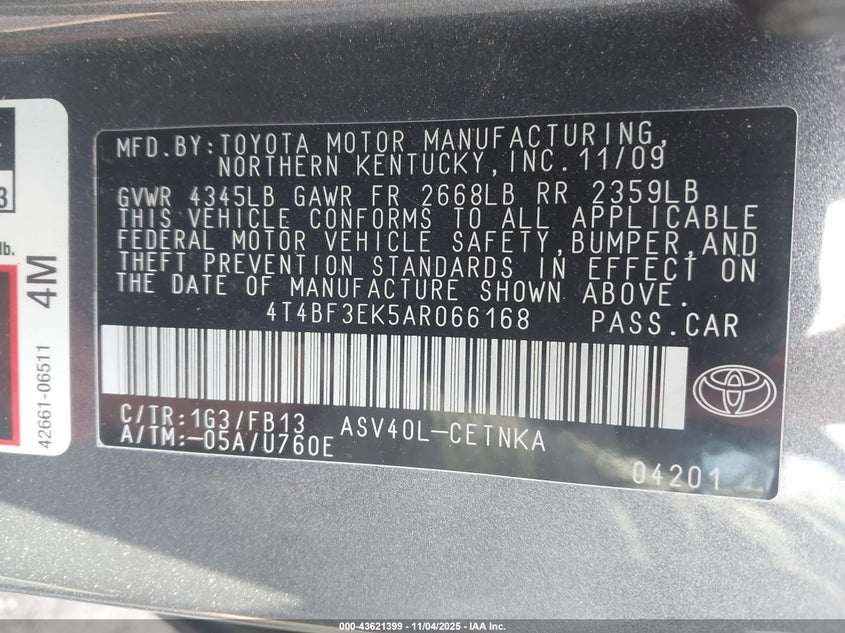 3
lb.
4M
42661-06511
MFD.BY:TOYOTA MOTOR MANUFACTURING,
NORTHERN KENTUCKY,INC.11/09
GVWR 4345LB GAWR FR 2668LB RR 2359LB
THIS VEHICLE CONFORMS TO ALL APPLICABLE
FEDERAL MOTOR VEHICLE SAFETY,BUMPER,AND
THEFT PREVENTION STANDARDS IN EFFECT ON
THE DATE OF MANUFACTURE SHOWN ABOVE.
4T4BF3EK5AR066168 PASS.CAR
C/TR:1G3/FB13 ASV40L-CETNKA
A/TM:-05A/U760E
04201
000-43621399 - 11/04/2025 - IAA Inc.